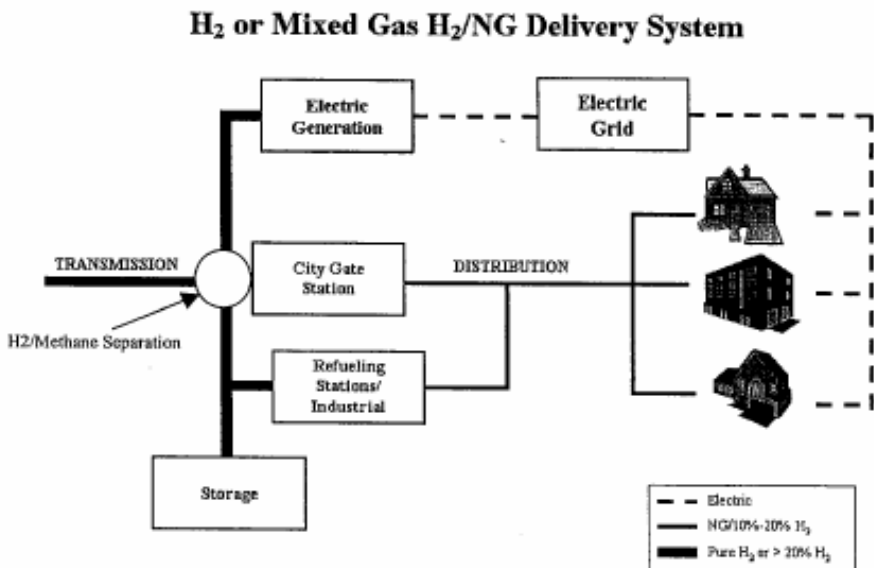 H₂ or Mixed Gas H₂/NG Delivery System
Electric
Generation
Electric
Grid
TRANSMISSION
City Gate
Station
DISTRIBUTION
H2/Methane Separation
Refueling
Stations/
Industrial
Storage
Electric
NG/10%-20% H₂
Pure H₂ or > 20% H₂